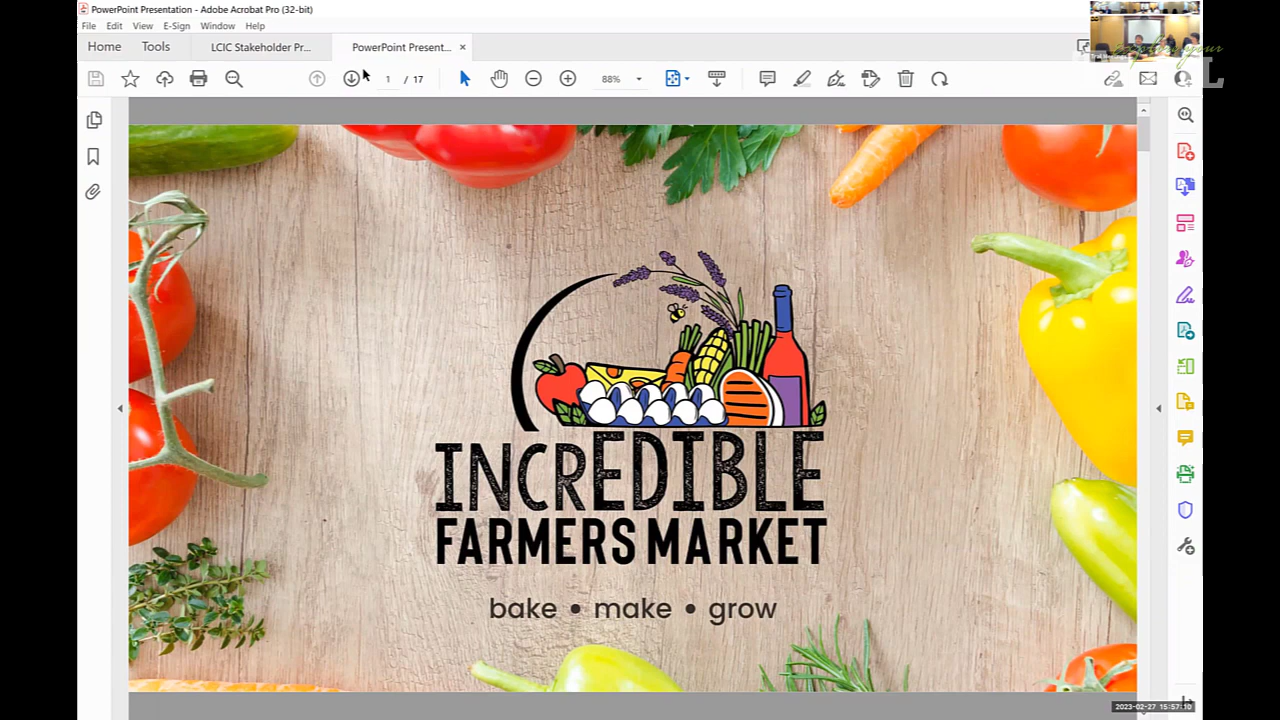 PowerPoint Presentation - Adobe Acrobat Pro (32-bit)
File Edit View Window Help
Home Tools LCIC Stakeholder Pr... PowerPoint Present... ×
1 / 17 88%
INCREDIBLE
FARMERS MARKET
bake • make • grow
2023-02-27 15:57:10